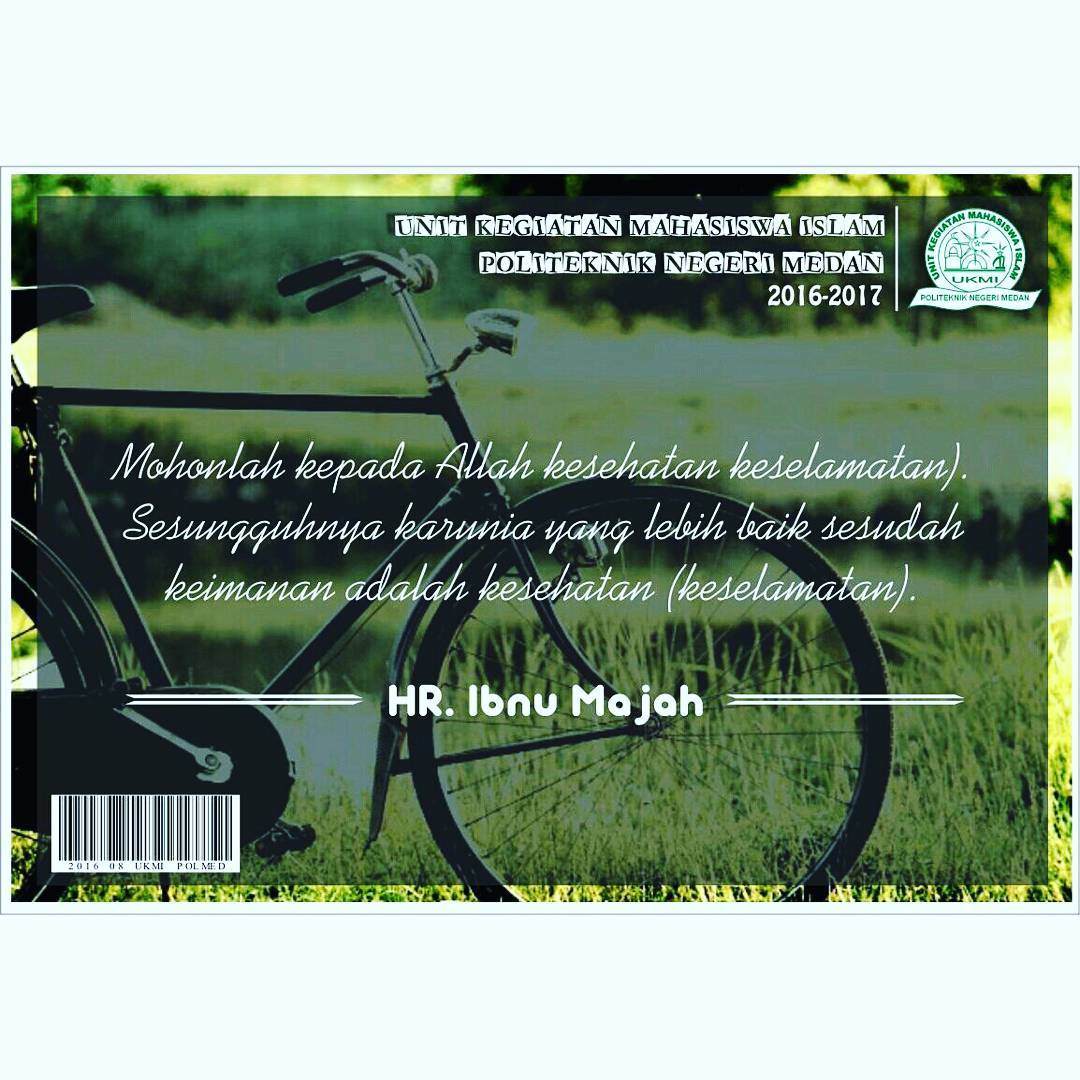 UNIT KEGIATAN MAHASISWA ISLAM
POLITEKNIK NEGERI MEDAN
2016-2017
UNIT KEGIATAN MAHASISWA ISLAM
UKMI
POLITEKNIK NEGERI MEDAN
Mohonlah kepada Allah kesehatan keselamatan).
Sesungguhnya karunia yang lebih baik sesudah
keimanan adalah kesehatan (keselamatan).
HR. Ibnu Majah
2016 08 UKMI POLMED